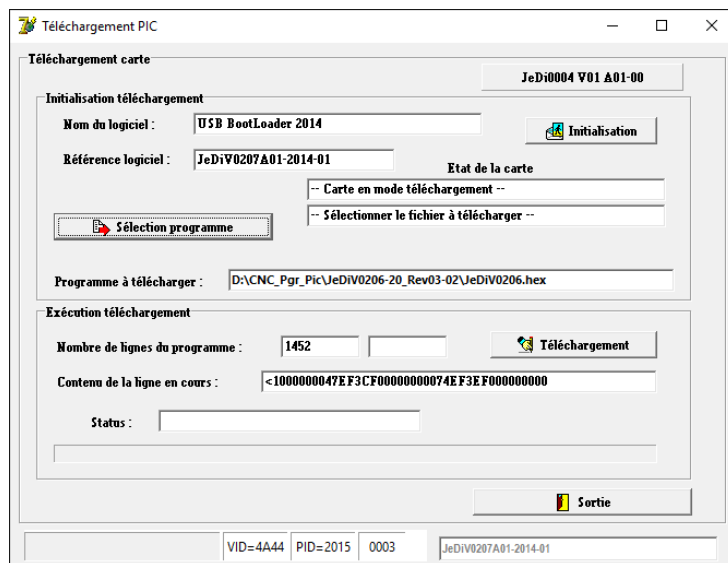 Téléchargement PIC
Téléchargement carte
JeDi0004 V01 A01-00
Initialisation téléchargement
Nom du logiciel :
USB BootLoader 2014
Initialisation
Référence logiciel :
JeDiV0207A01-2014-01
Etat de la carte
-- Carte en mode téléchargement --
-- Sélectionner le fichier à télécharger --
Sélection programme
Programme à télécharger :
D:\CNC_Pgr_Pic\JeDiV0206-20_Rev03-02\JeDiV0206.hex
Exécution téléchargement
Nombre de lignes du programme :
1452
Téléchargement
Contenu de la ligne en cours :
<1000000047EF3CF00000000074EF3EF000000000
Status :
Sortie
VID=4A44 PID=2015 0003
JeDiV0207A01-2014-01